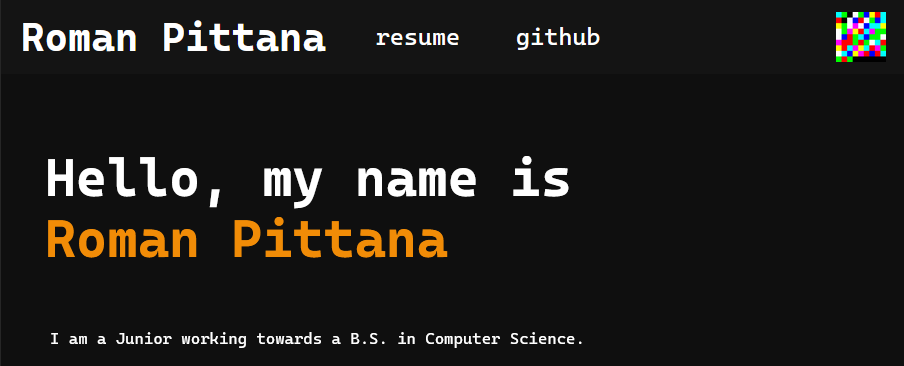 Roman Pittana resume github
Hello, my name is
Roman Pittana
I am a Junior working towards a B.S. in Computer Science.